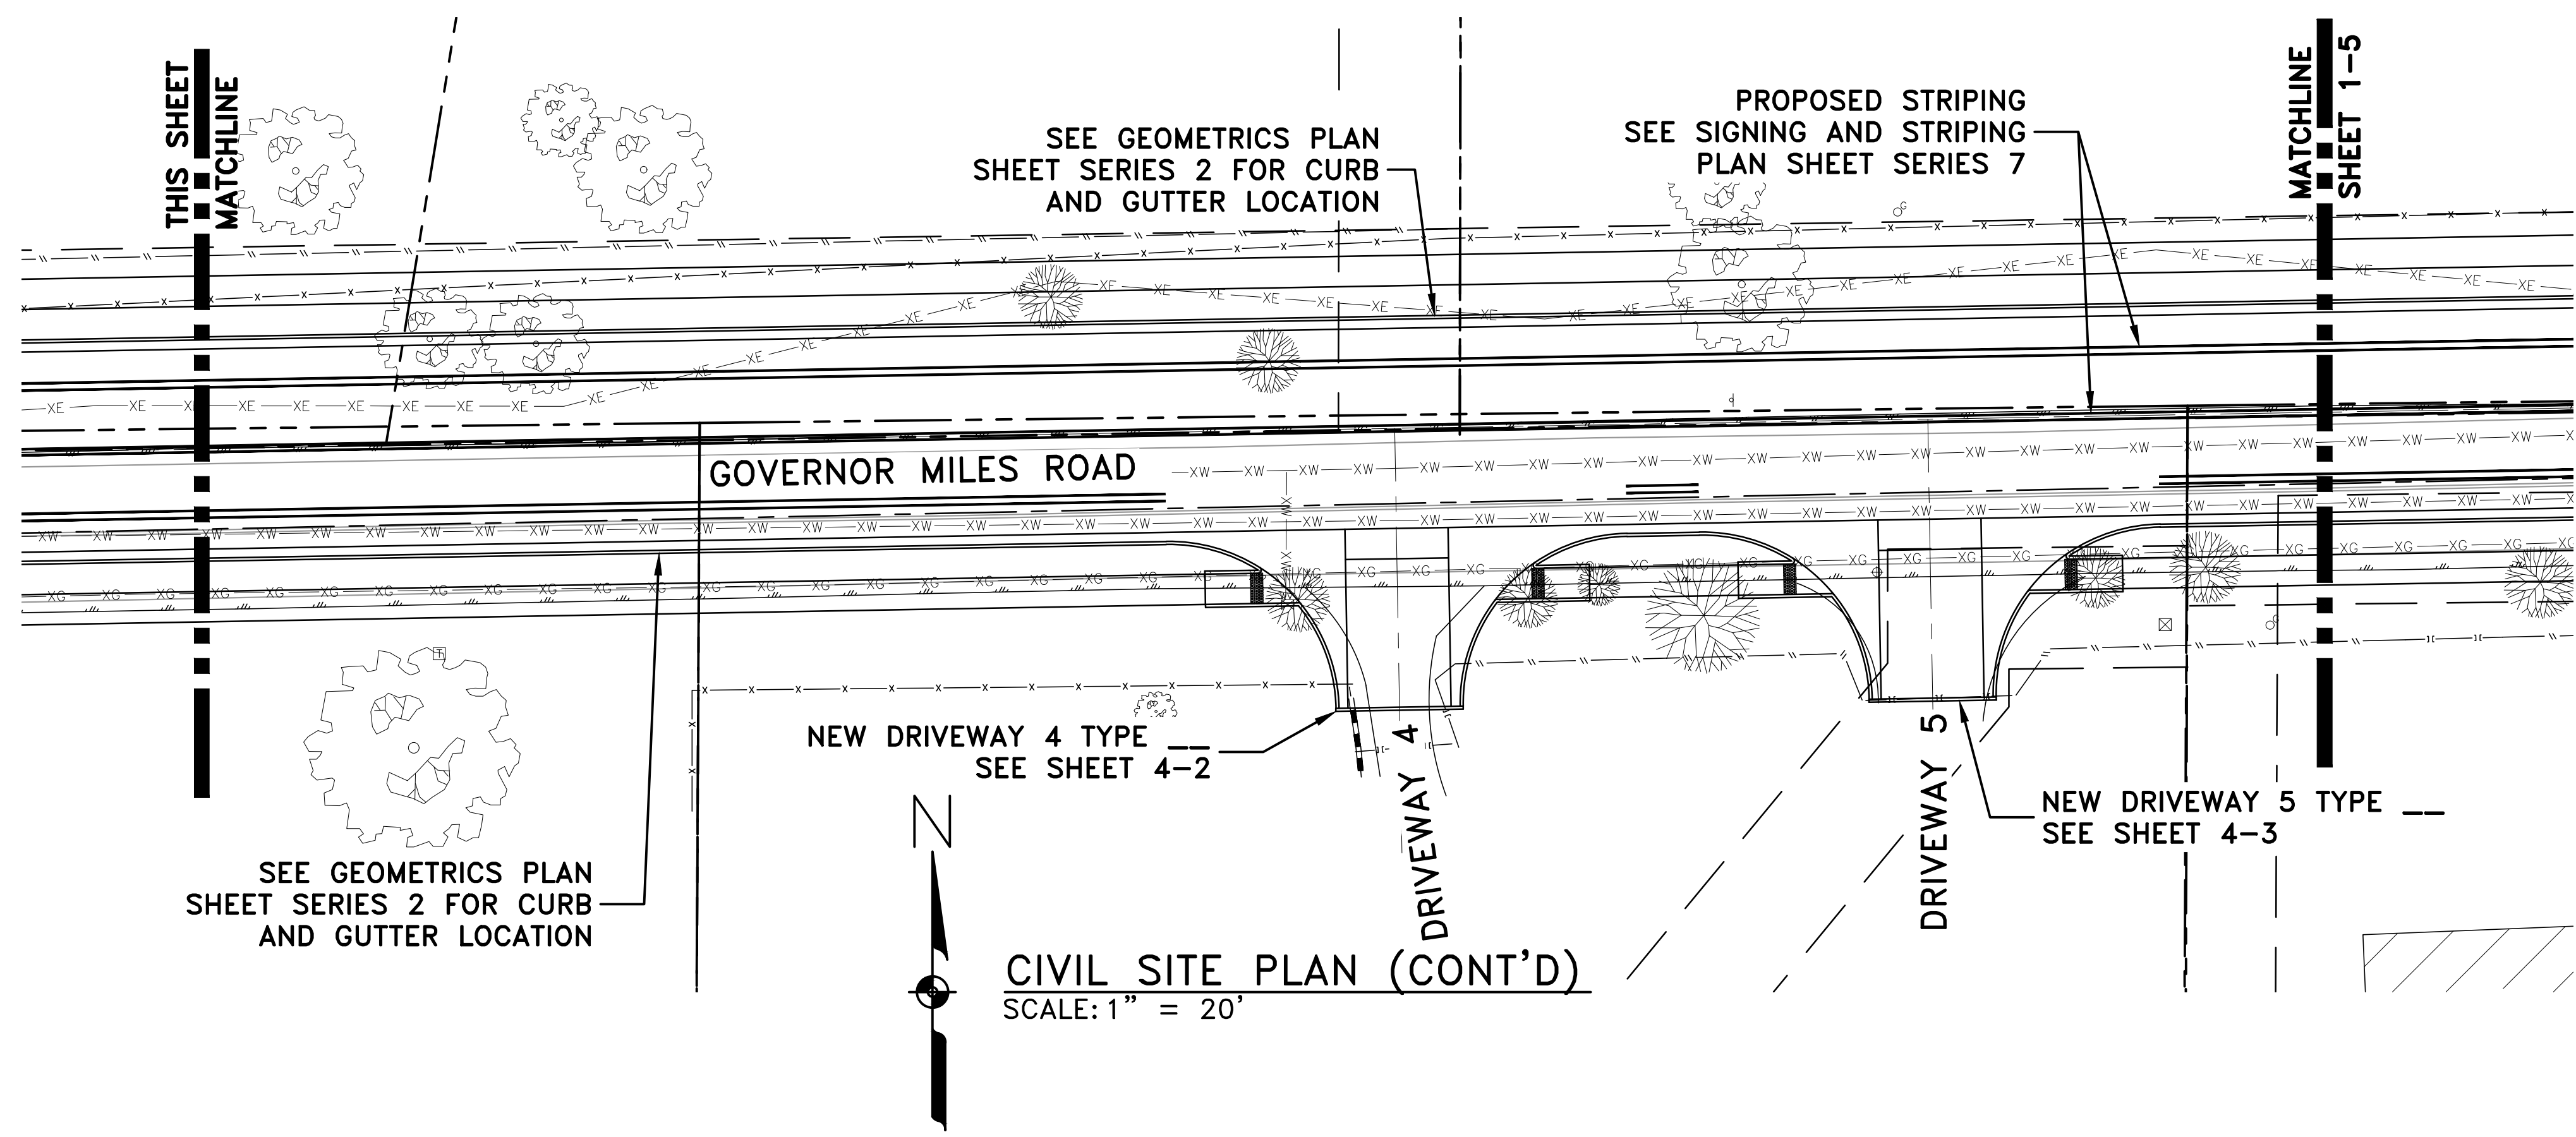 THIS SHEET
MATCHLINE
SEE GEOMETRICS PLAN
SHEET SERIES 2 FOR CURB
AND GUTTER LOCATION
PROPOSED STRIPING
SEE SIGNING AND STRIPING
PLAN SHEET SERIES 7
MATCHLINE
SHEET 1-5
GOVERNOR MILES ROAD
NEW DRIVEWAY 4 TYPE __
SEE SHEET 4-2
DRIVEWAY 4
DRIVEWAY 5
NEW DRIVEWAY 5 TYPE __
SEE SHEET 4-3
SEE GEOMETRICS PLAN
SHEET SERIES 2 FOR CURB
AND GUTTER LOCATION
N
CIVIL SITE PLAN (CONT'D)
SCALE: 1" = 20'